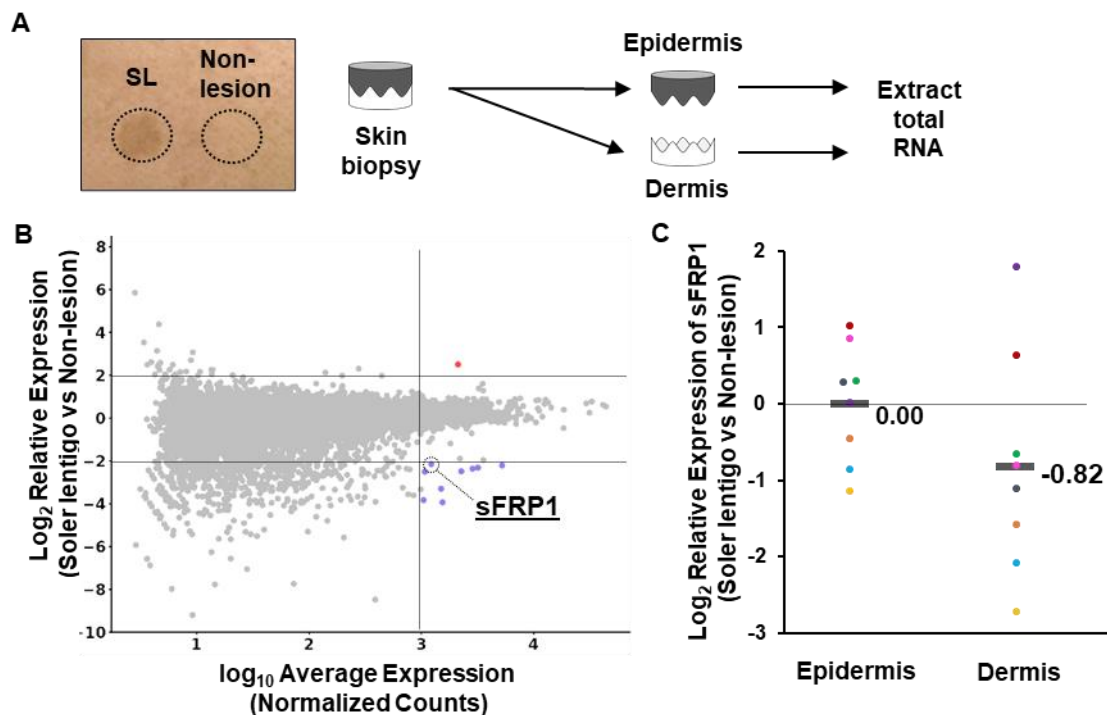 A
SL
Non-
lesion
Skin
biopsy
Epidermis
Dermis
Extract
total
RNA
B
Log₂ Relative Expression
(Soler lentigo vs Non-lesion)
8
6
4
2
0
-2
-4
-6
-8
-10
sFRP1
1
2
3
4
log₁₀ Average Expression
(Normalized Counts)
C
Log₂ Relative Expression of sFRP1
(Soler lentigo vs Non-lesion)
2
1
0
-1
-2
-3
0.00
-0.82
Epidermis
Dermis